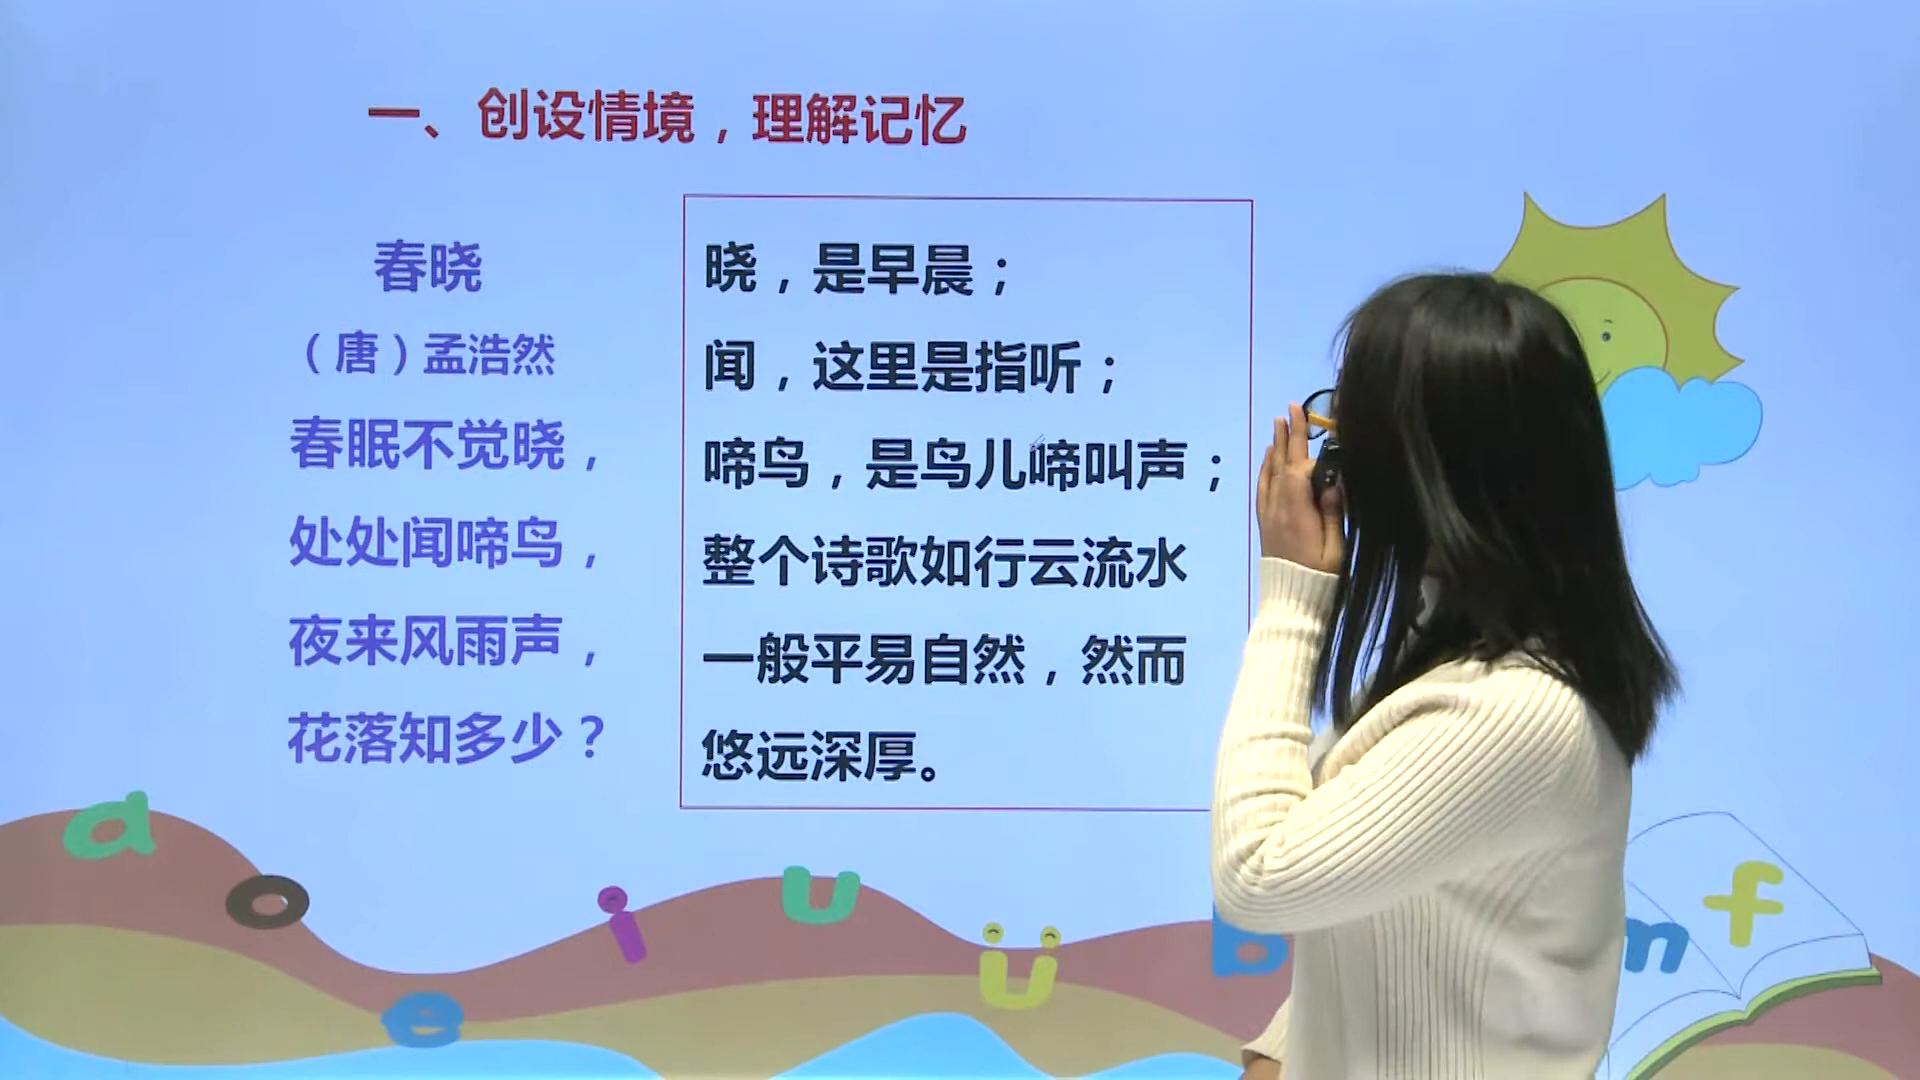 一、创设情境，理解记忆
春晓
（唐）孟浩然
春眠不觉晓，
处处闻啼鸟，
夜来风雨声，
花落知多少？
晓，是早晨；
闻，这里是指听；
啼鸟，是鸟儿啼叫声；
整个诗歌如行云流水
一般平易自然，然而
悠远深厚。
a
o
i
u
e
ü
B
m
f